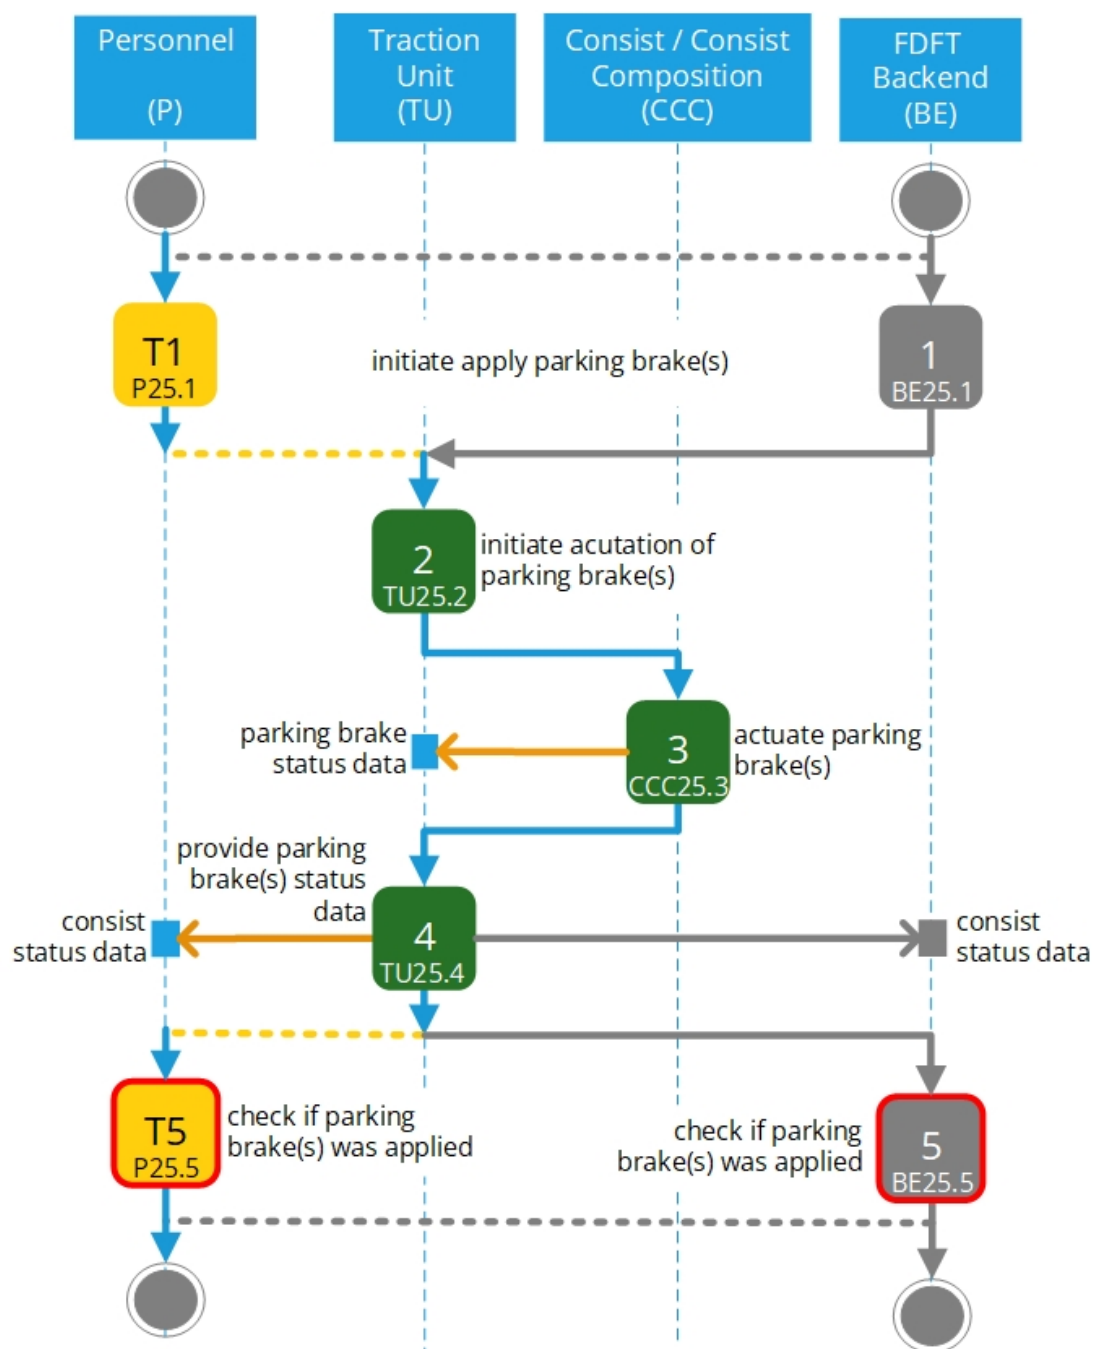 Personnel
(P)
Traction
Unit
(TU)
Consist / Consist
Composition
(CCC)
FDFT
Backend
(BE)
T1
P25.1
initiate apply parking brake(s)
1
BE25.1
2
TU25.2
initiate acutation of
parking brake(s)
parking brake
status data
3
CCC25.3
actuate parking
brake(s)
provide parking
brake(s) status
data
consist
status data
4
TU25.4
consist
status data
T5
P25.5
check if parking
brake(s) was applied
check if parking
brake(s) was applied
5
BE25.5